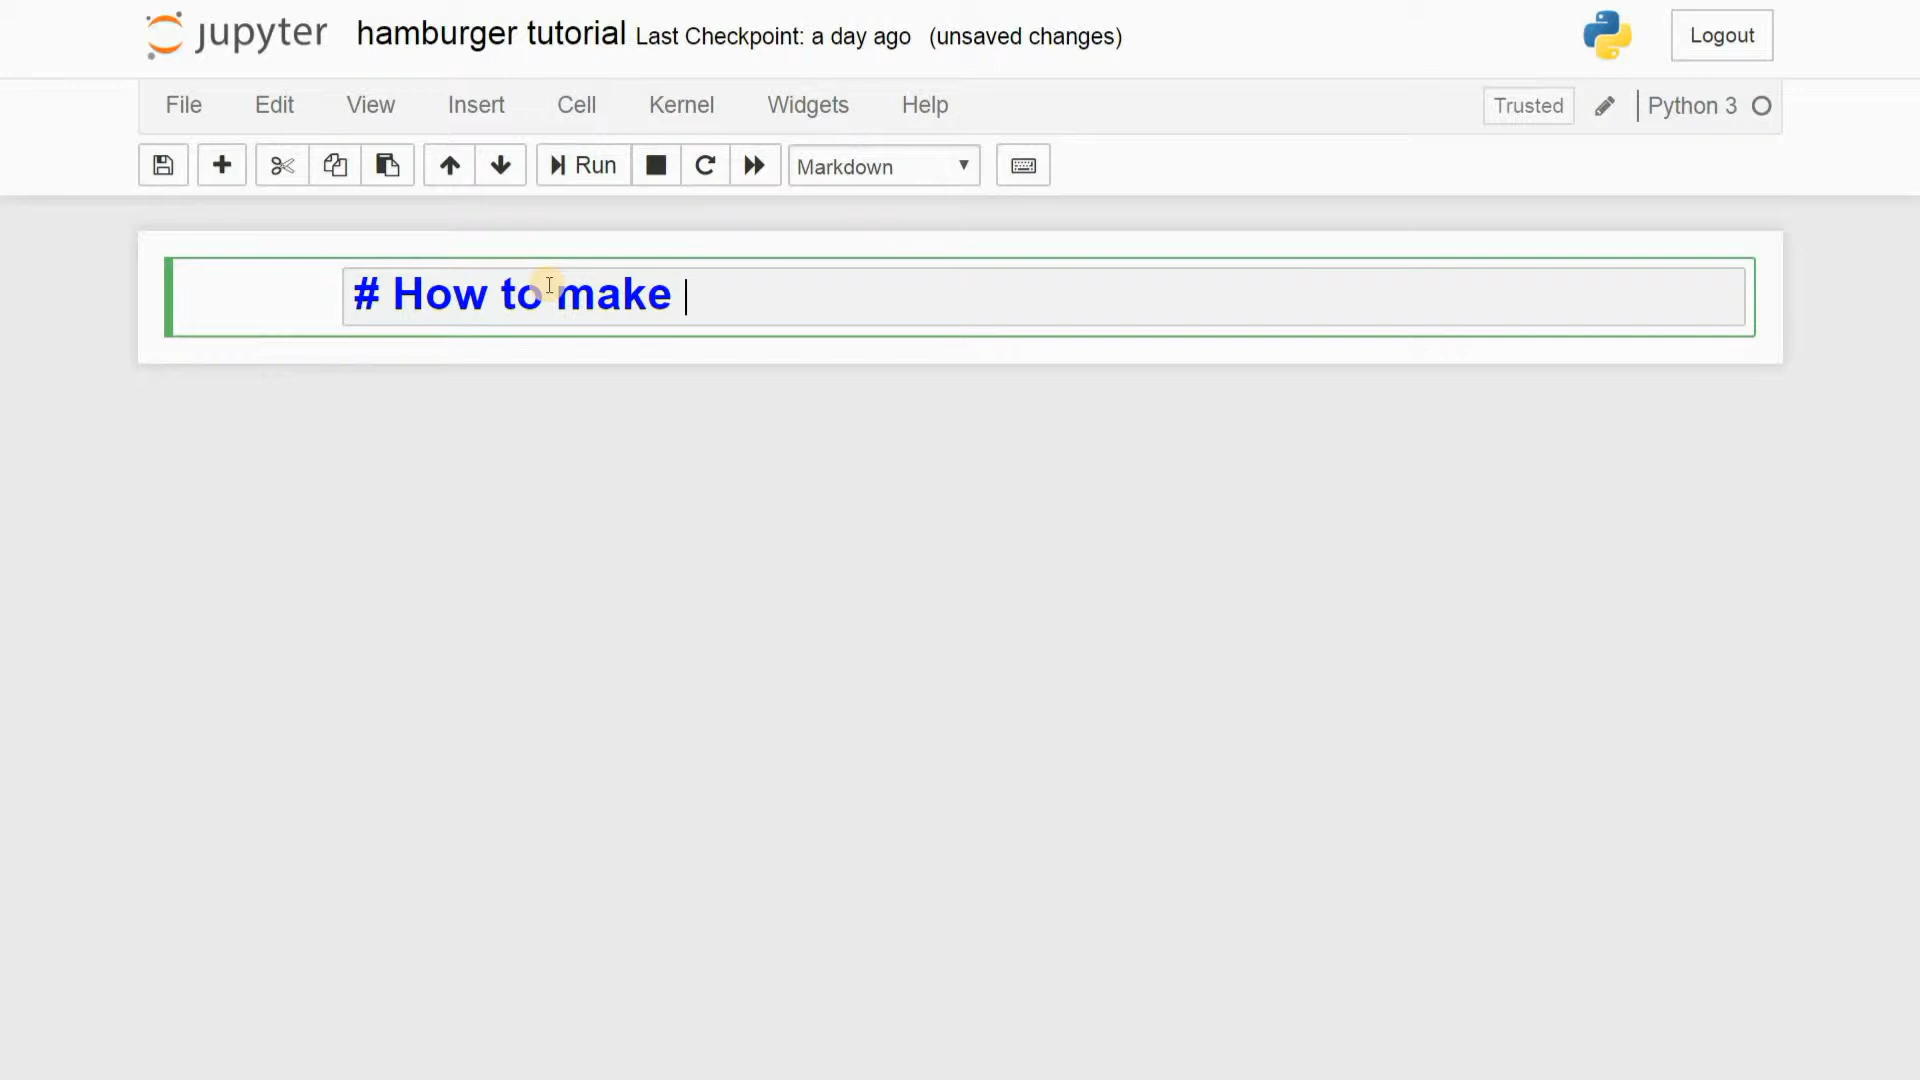 jupyter hamburger tutorial Last Checkpoint: a day ago (unsaved changes) Logout
File Edit View Insert Cell Kernel Widgets Help Trusted Python 3
Run Markdown
# How to make